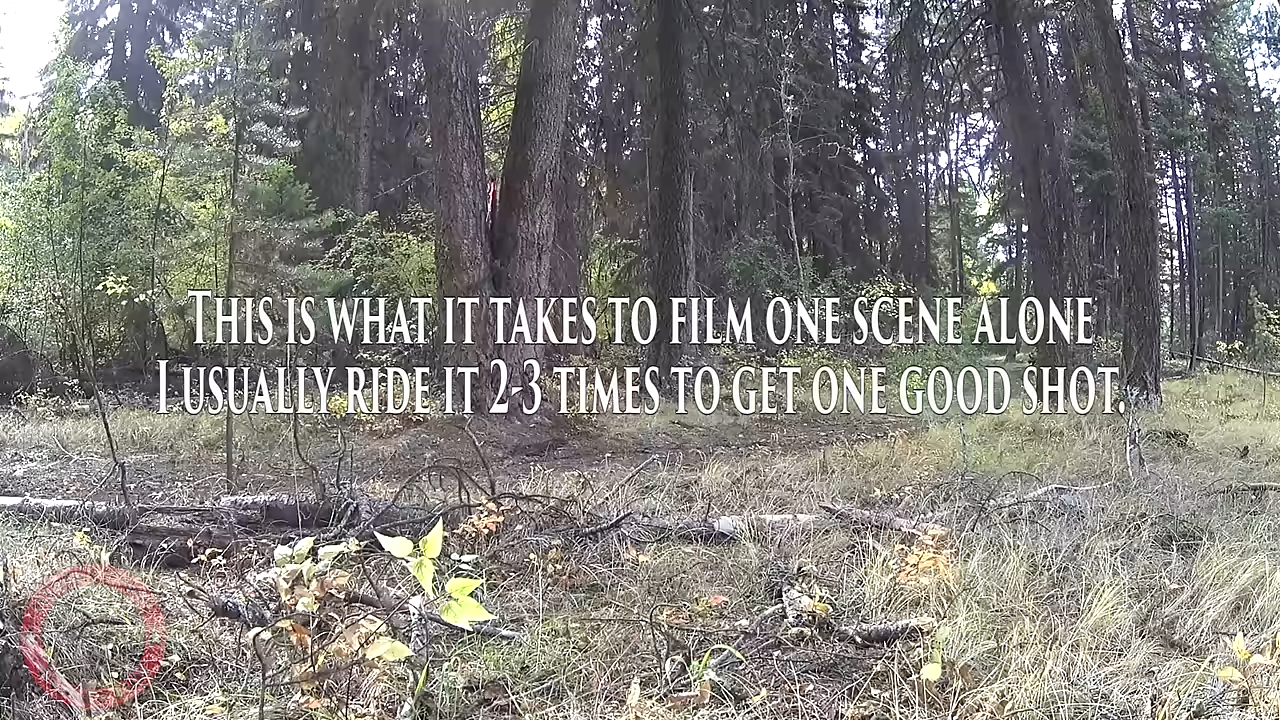 This is what it takes to film one scene alone
I usually ride it 2-3 times to get one good shot.